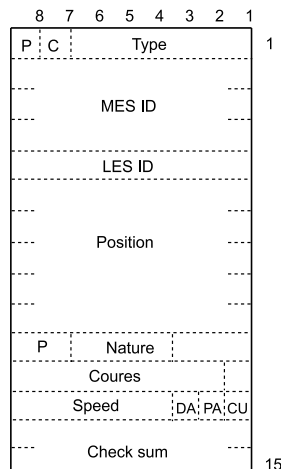 8 7 6 5 4 3 2 1
P C Type 1
MES ID
LES ID
Position
P Nature
Coures
Speed DA PA CU
Check sum
15